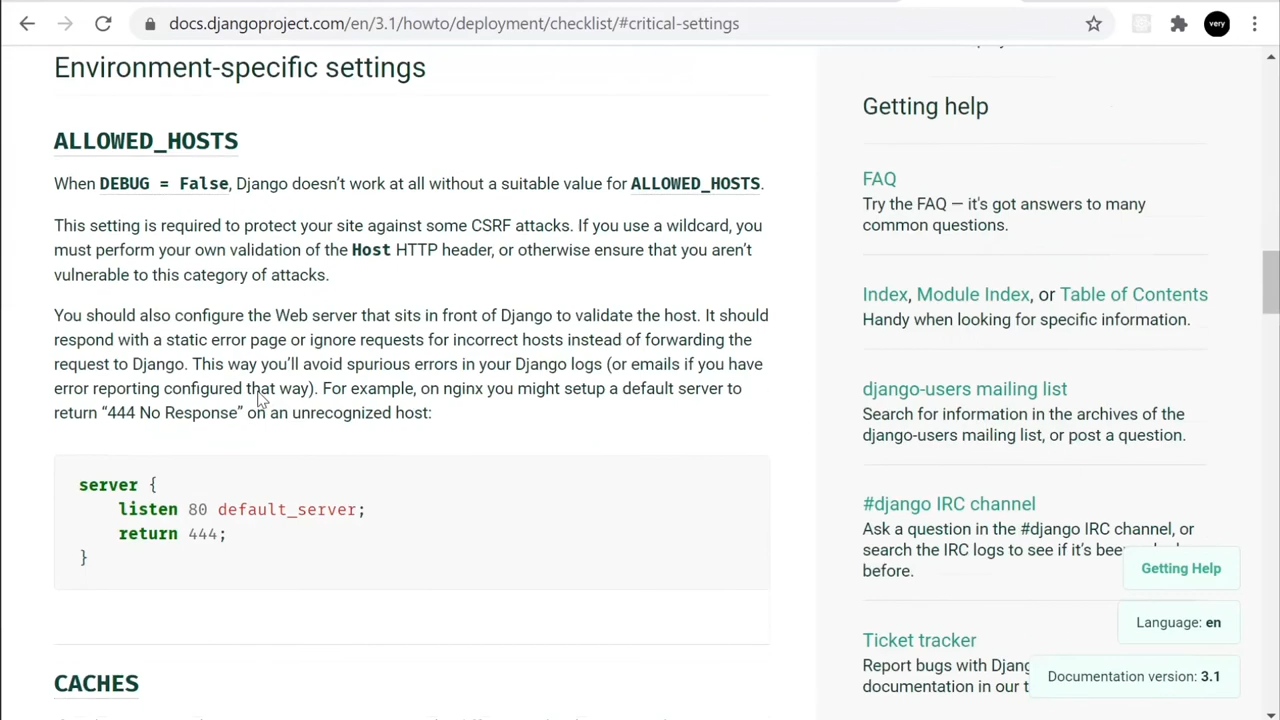 docs.djangoproject.com/en/3.1/howto/deployment/checklist/#critical-settings
very
Environment-specific settings
ALLOWED_HOSTS
When DEBUG = False, Django doesn’t work at all without a suitable value for ALLOWED_HOSTS.
This setting is required to protect your site against some CSRF attacks. If you use a wildcard, you
must perform your own validation of the Host HTTP header, or otherwise ensure that you aren’t
vulnerable to this category of attacks.
You should also configure the Web server that sits in front of Django to validate the host. It should
respond with a static error page or ignore requests for incorrect hosts instead of forwarding the
request to Django. This way you’ll avoid spurious errors in your Django logs (or emails if you have
error reporting configured that way). For example, on nginx you might setup a default server to
return “444 No Response” on an unrecognized host:
server {
listen 80 default_server;
return 444;
}
CACHES
Getting help
FAQ
Try the FAQ — it's got answers to many
common questions.
Index, Module Index, or Table of Contents
Handy when looking for specific information.
django-users mailing list
Search for information in the archives of the
django-users mailing list, or post a question.
#django IRC channel
Ask a question in the #django IRC channel, or
search the IRC logs to see if it’s
before.
Ticket tracker
Report bugs with
documentation in our
Getting Help
Language: en
Documentation version: 3.1